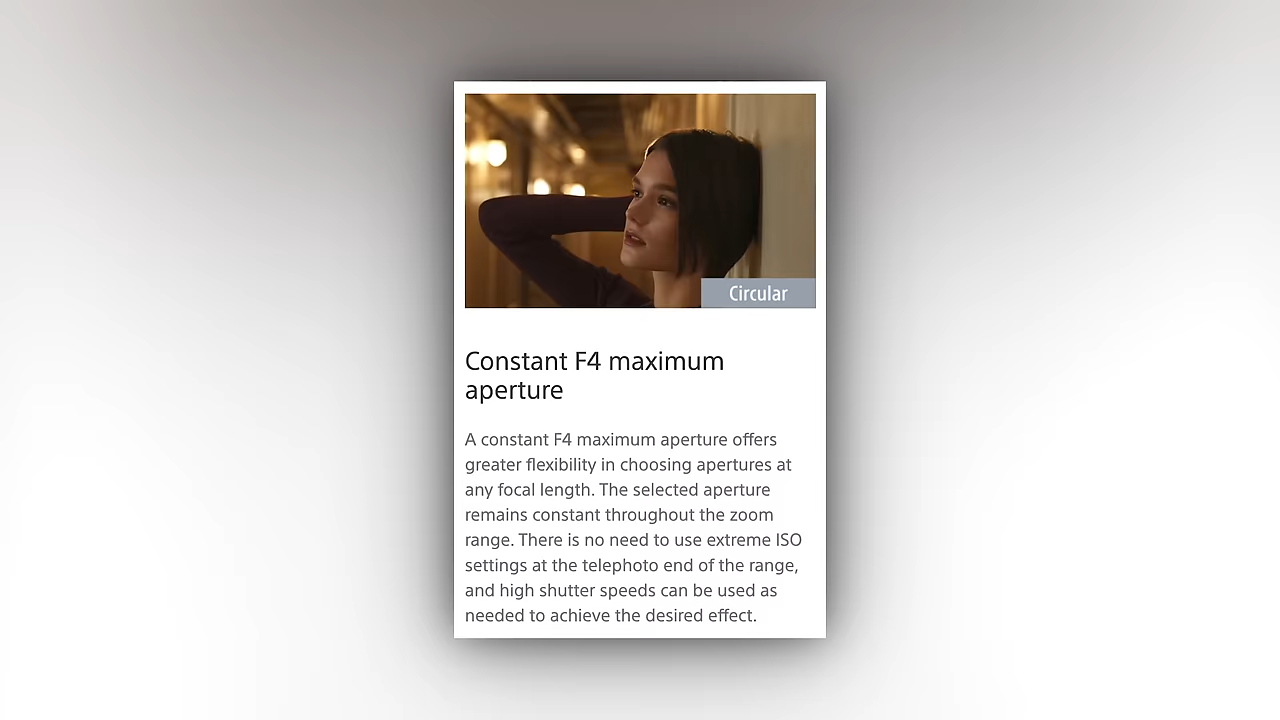 Circular
Constant F4 maximum
aperture
A constant F4 maximum aperture offers
greater flexibility in choosing apertures at
any focal length. The selected aperture
remains constant throughout the zoom
range. There is no need to use extreme ISO
settings at the telephoto end of the range,
and high shutter speeds can be used as
needed to achieve the desired effect.